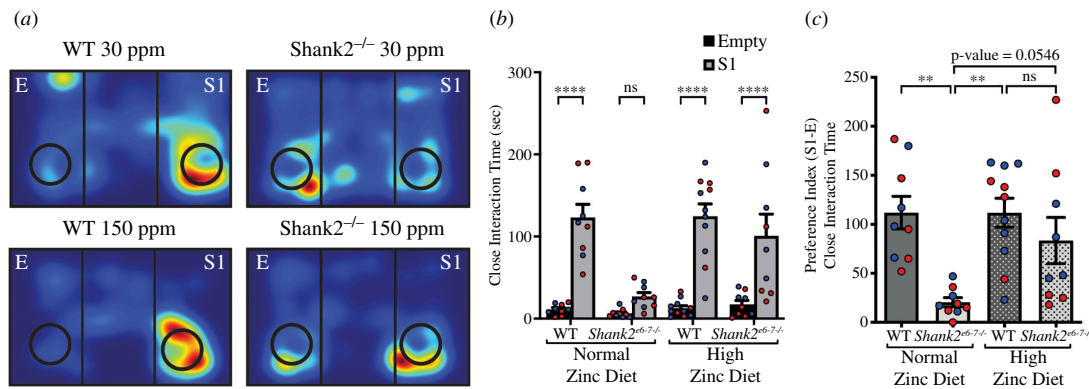 (a)
WT 30 ppm
Shank2–/– 30 ppm
E
S1
E
S1
WT 150 ppm
Shank2–/– 150 ppm
E
S1
E
S1
(b)
Empty
S1
300
200
100
0
Close Interaction Time (sec)
****
ns
****
****
WT Shank2e6-7-/- WT Shank2e6-7-/-
Normal
Zinc Diet
High
Zinc Diet
(c)
p-value = 0.0546
**
**
ns
250
200
150
100
50
0
Preference Index (S1-E)
Close Interaction Time
WT Shank2e6-7-/- WT Shank2e6-7-/-
Normal
Zinc Diet
High
Zinc Diet